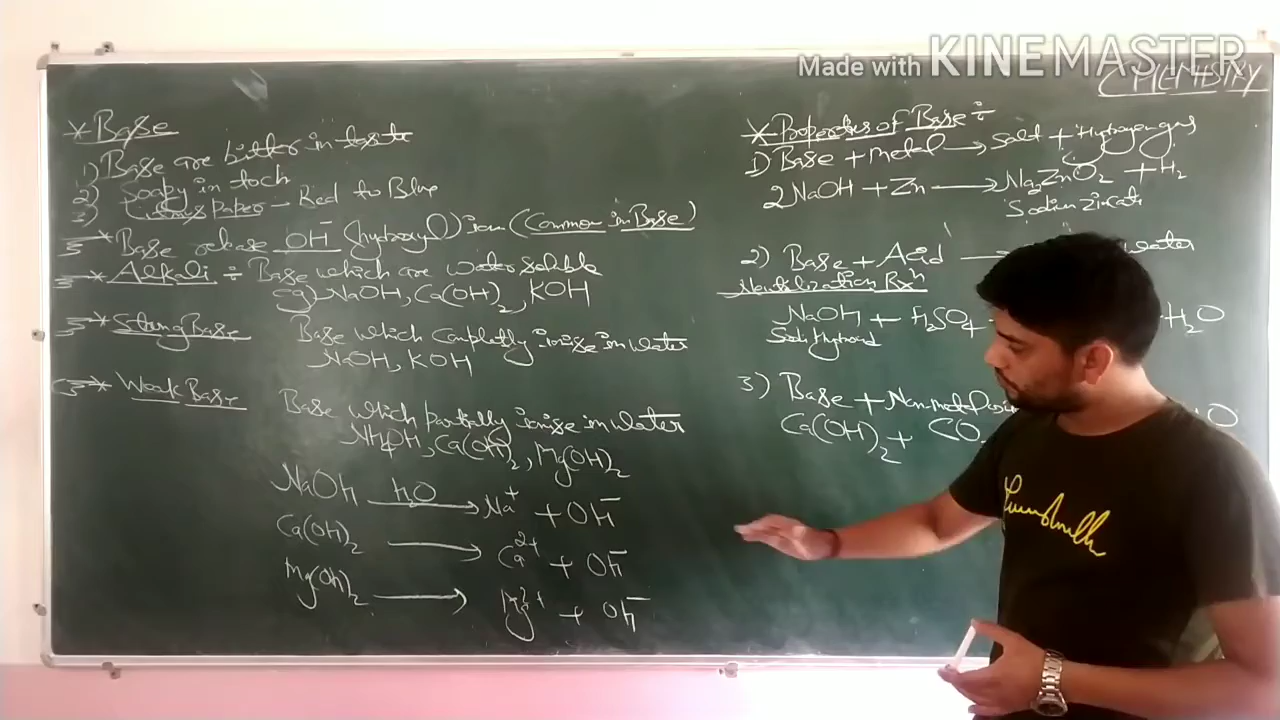 Made with KINEMASTER
CHEMISTRY
* Base
1) Base are bitter in taste
2) Soapy in toch
3) Litmus Paper - Red to Blue
* Base release OH⁻ (hydroxyl) ion (Common in Base)
* Alkali ÷ Base which are water soluble
eg) NaOH, Ca(OH)₂, KOH
* Strong Base Base which completly ionise in water
NaOH, KOH
* Weak Base Base which partially ionise in water
NH₄OH, Ca(OH)₂, Mg(OH)₂
NaOH H₂O → Na⁺ + OH⁻
Ca(OH)₂ → Ca²⁺ + OH⁻
Mg(OH)₂ → Mg²⁺ + OH⁻
* Properties of Base ÷
1) Base + Metal → Salt + Hydrogen gas
2NaOH + Zn → Na₂ZnO₂ + H₂
Sodium zincate
2) Base + Acid → water
Neutralization Rxⁿ
NaOH + H₂SO₄ + H₂O
3) Base + Non-metal
Ca(OH)₂ + CO O